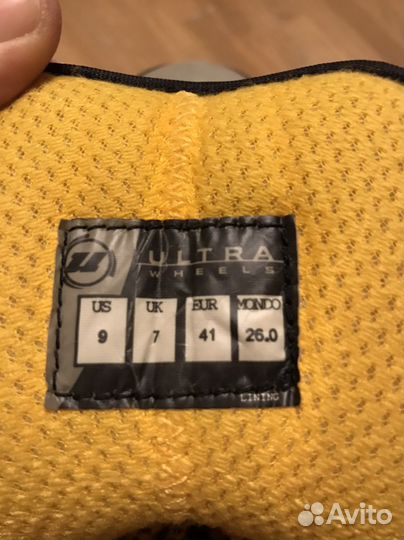 ULTRA
WHEELS
US UK EUR MONDO
9 7 41 26.0
LINING
Avito